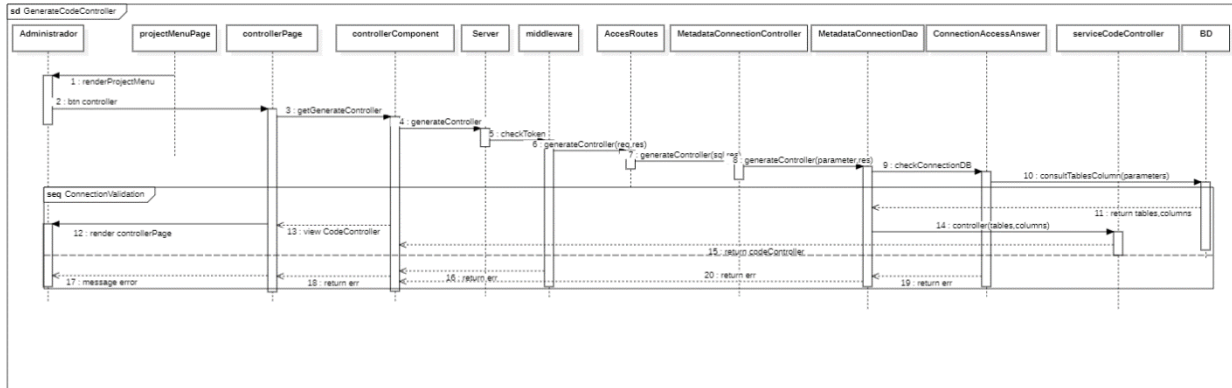 sd GenerateCodeController
Administrador
projectMenuPage
controllerPage
controllerComponent
Server
middleware
AccesRoutes
MetadataConnectionController
MetadataConnectionDao
ConnectionAccessAnswer
serviceCodeController
BD
1 : renderProjectMenu
2 : btn controller
3 : getGenerateController
4 : generateController
5 : checkToken
6 : generateController(req,res)
7 : generateController(sql,res)
8 : generateController(parameter,res)
9 : checkConnectionDB
10 : consultTablesColumn(parameters)
seq ConnectionValidation
11 : return tables,columns
12 : render controllerPage
13 : view CodeController
14 : controller(tables,columns)
15 : return codeController
16 : return err
20 : return err
17 : message error
18 : return err
19 : return err